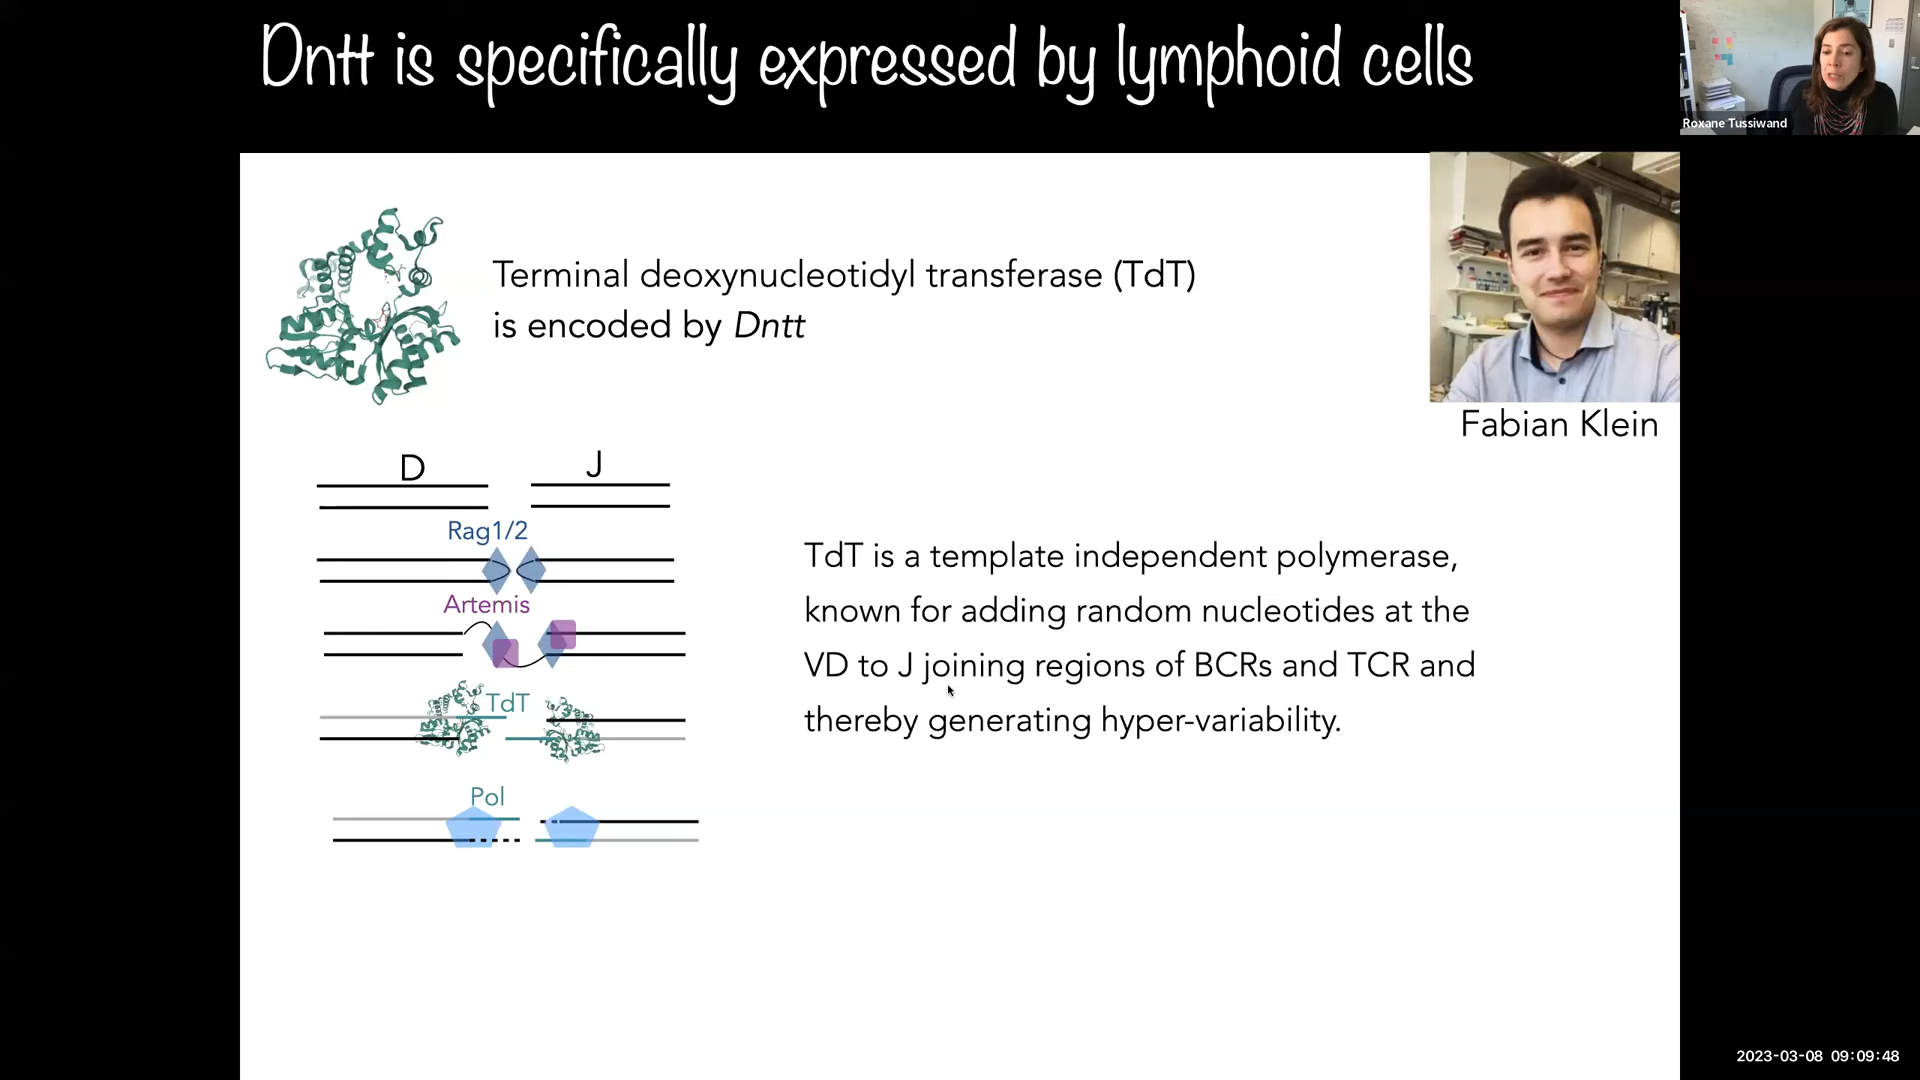 Dntt is specifically expressed by lymphoid cells
Roxane Tussiwand
Terminal deoxynucleotidyl transferase (TdT)
is encoded by Dntt
Fabian Klein
D J
Rag1/2
Artemis
TdT
Pol
TdT is a template independent polymerase,
known for adding random nucleotides at the
VD to J joining regions of BCRs and TCR and
thereby generating hyper-variability.
2023-03-08 09:09:48